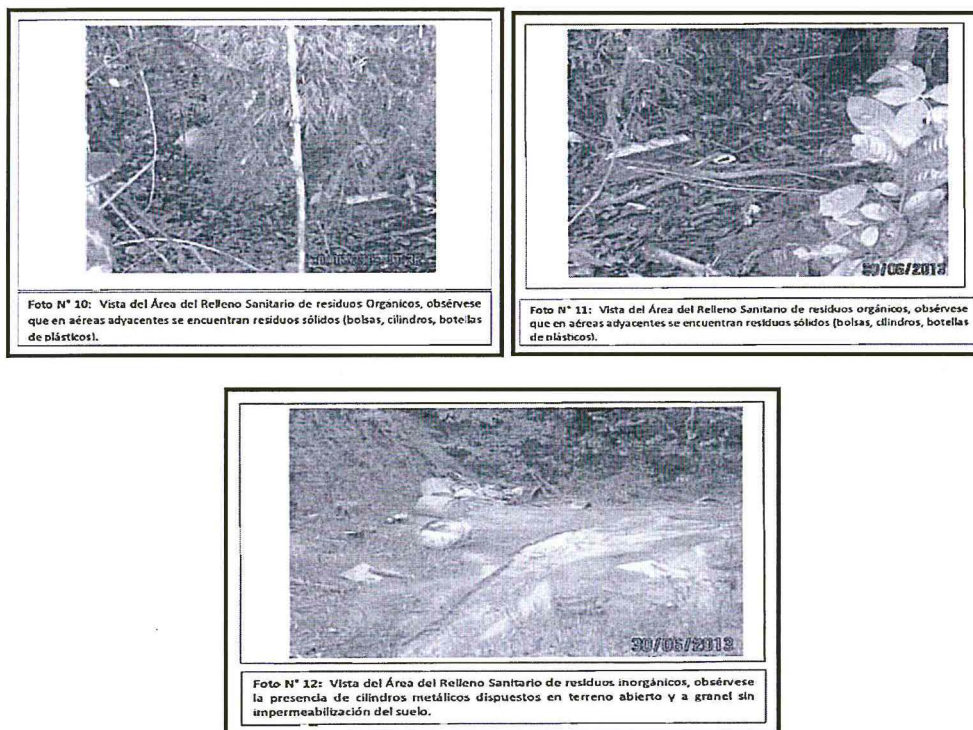 30/06/2013
Foto N° 10: Vista del Área del Relleno Sanitario de residuos Orgánicos, obsérvese
que en aéreas adyacentes se encuentran residuos sólidos (bolsas, cilindros, botellas
de plásticos).
30/06/2013
Foto N° 11: Vista del Área del Relleno Sanitario de residuos orgánicos, obsérvese
que en aéreas adyacentes se encuentran residuos sólidos (bolsas, cilindros, botellas
de plásticos).
30/06/2013
Foto N° 12: Vista del Área del Relleno Sanitario de residuos inorgánicos, obsérvese
la presencia de cilindros metálicos dispuestos en terreno abierto y a granel sin
impermeabilización del suelo.